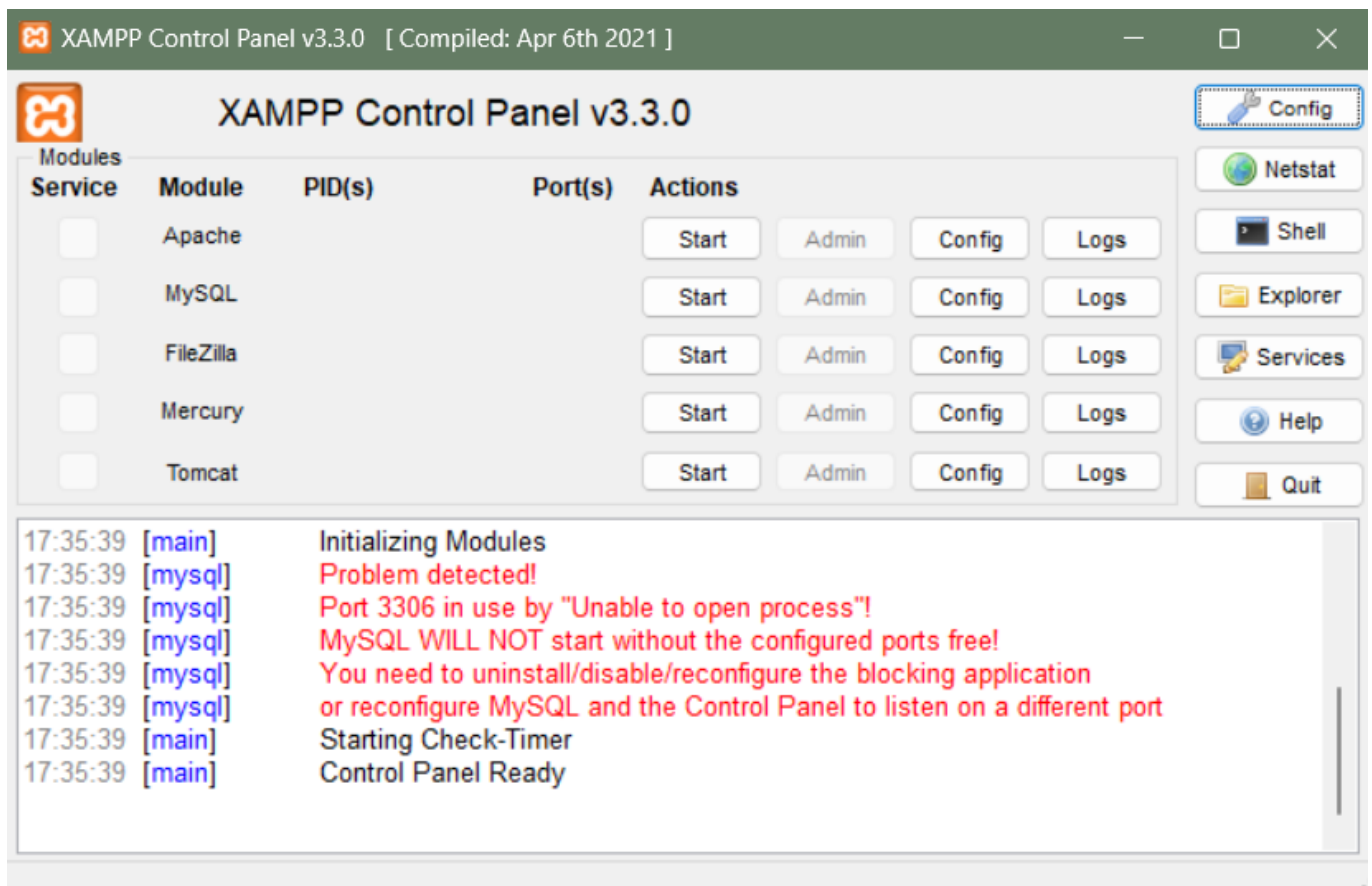 XAMPP Control Panel v3.3.0 [ Compiled: Apr 6th 2021 ]
XAMPP Control Panel v3.3.0
Config
Modules
Netstat
Service Module PID(s) Port(s) Actions
Apache Start Admin Config Logs
Shell
MySQL Start Admin Config Logs
Explorer
FileZilla Start Admin Config Logs
Services
Mercury Start Admin Config Logs
Help
Tomcat Start Admin Config Logs
Quit
17:35:39 [main] Initializing Modules
17:35:39 [mysql] Problem detected!
17:35:39 [mysql] Port 3306 in use by "Unable to open process"!
17:35:39 [mysql] MySQL WILL NOT start without the configured ports free!
17:35:39 [mysql] You need to uninstall/disable/reconfigure the blocking application
17:35:39 [mysql] or reconfigure MySQL and the Control Panel to listen on a different port
17:35:39 [main] Starting Check-Timer
17:35:39 [main] Control Panel Ready